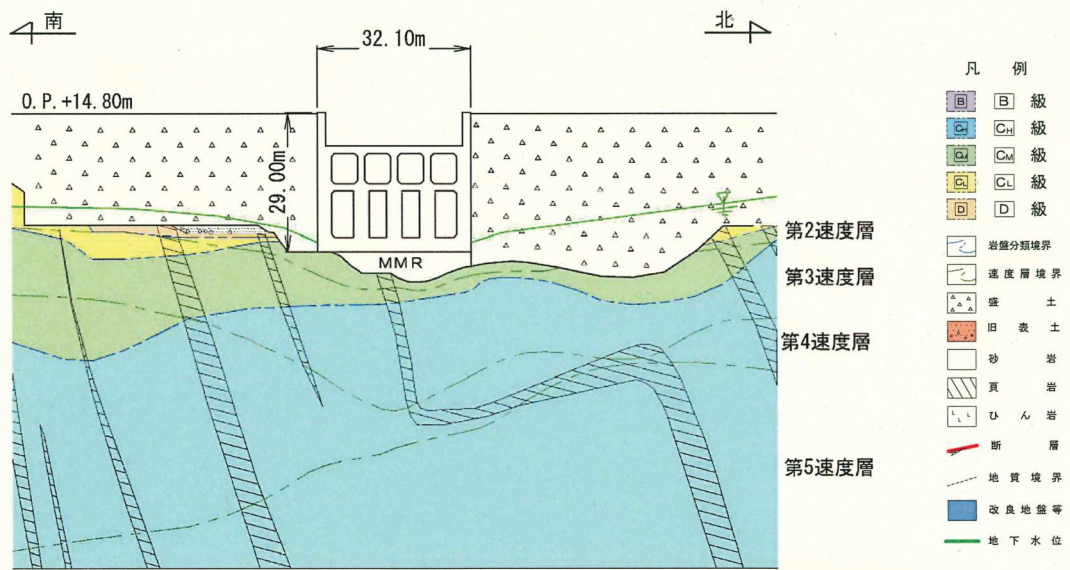 南
北
32.10m
O.P.+14.80m
29.00m
MMR
第2速度層
第3速度層
第4速度層
第5速度層
凡 例
B B 級
CH CH 級
CM CM 級
CL CL 級
D D 級
岩盤分類境界
速度層境界
盛 土
旧 表 土
砂 岩
頁 岩
ひ ん 岩
断 層
地 質 境 界
改 良 地 盤 等
地 下 水 位